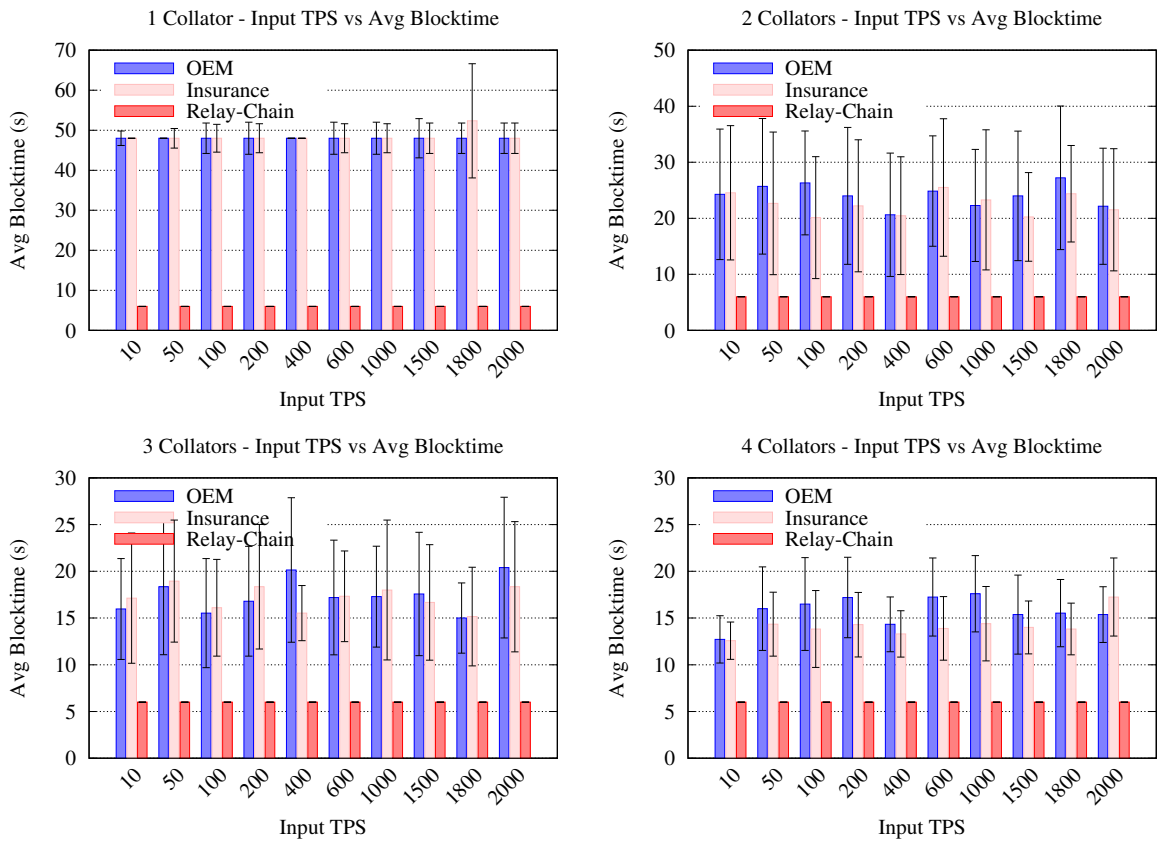 1 Collator - Input TPS vs Avg Blocktime
Avg Blocktime (s)
70
60
50
40
30
20
10
0
OEM
Insurance
Relay-Chain
10 50 100 200 400 600 1000 1500 1800 2000
Input TPS
2 Collators - Input TPS vs Avg Blocktime
Avg Blocktime (s)
50
40
30
20
10
0
OEM
Insurance
Relay-Chain
10 50 100 200 400 600 1000 1500 1800 2000
Input TPS
3 Collators - Input TPS vs Avg Blocktime
Avg Blocktime (s)
30
25
20
15
10
5
0
OEM
Insurance
Relay-Chain
10 50 100 200 400 600 1000 1500 1800 2000
Input TPS
4 Collators - Input TPS vs Avg Blocktime
Avg Blocktime (s)
30
25
20
15
10
5
0
OEM
Insurance
Relay-Chain
10 50 100 200 400 600 1000 1500 1800 2000
Input TPS